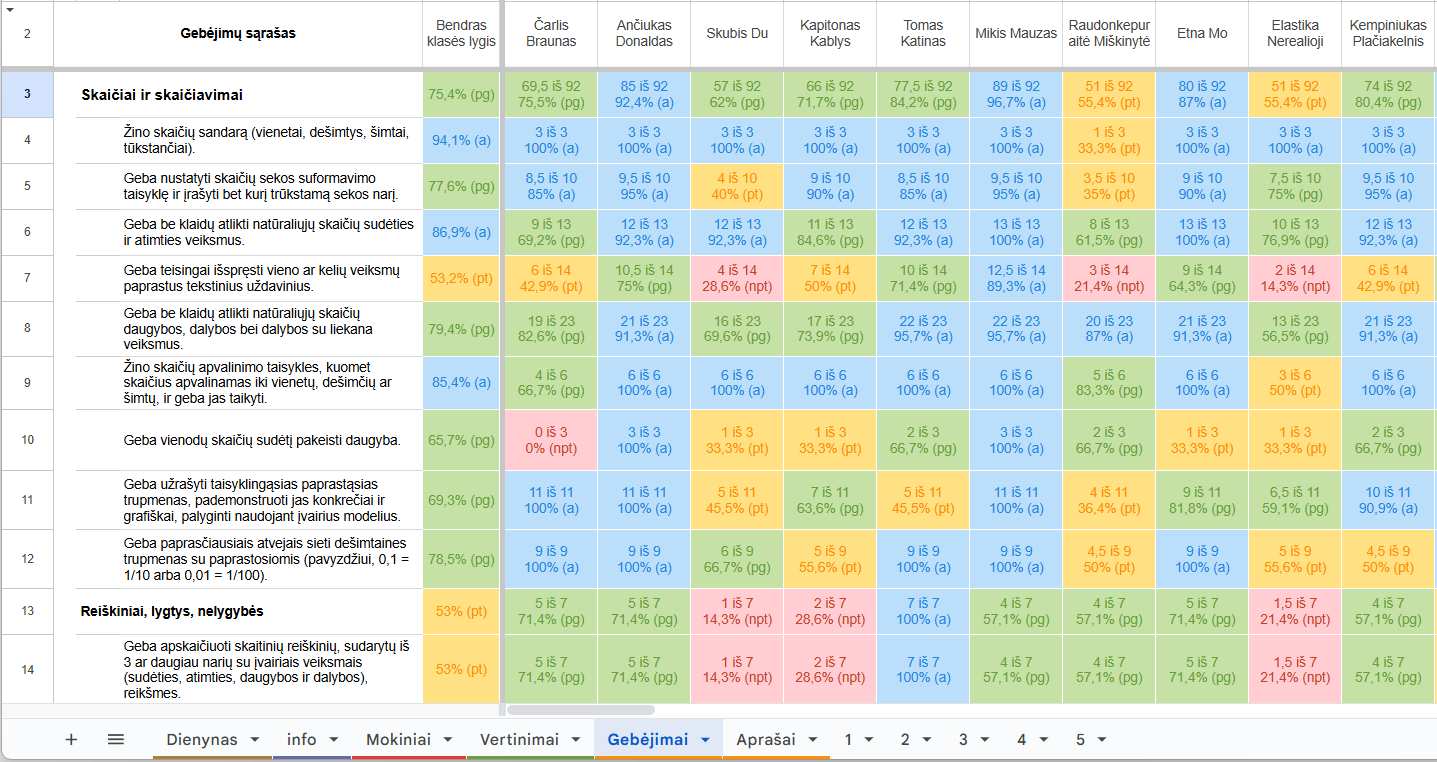 2
Gebėjimų sąrašas
Bendras
klasės lygis
Čarlis
Braunas
Ančiukas
Donaldas
Skubis Du
Kapitonas
Kablys
Tomas
Katinas
Mikis Mauzas
Raudonkepur
aitė Miškinytė
Etna Mo
Elastika
Nerealioji
Kempiniukas
Plačiakelnis
3
Skaičiai ir skaičiavimai
75,4% (pg)
69,5 iš 92
75,5% (pg)
85 iš 92
92,4% (a)
57 iš 92
62% (pg)
66 iš 92
71,7% (pg)
77,5 iš 92
84,2% (pg)
89 iš 92
96,7% (a)
51 iš 92
55,4% (pt)
80 iš 92
87% (a)
51 iš 92
55,4% (pt)
74 iš 92
80,4% (pg)
4
Žino skaičių sandarą (vienetai, dešimtys, šimtai,
tūkstančiai).
94,1% (a)
3 iš 3
100% (a)
3 iš 3
100% (a)
3 iš 3
100% (a)
3 iš 3
100% (a)
3 iš 3
100% (a)
3 iš 3
100% (a)
1 iš 3
33,3% (pt)
3 iš 3
100% (a)
3 iš 3
100% (a)
3 iš 3
100% (a)
5
Geba nustatyti skaičių sekos suformavimo
taisyklę ir įrašyti bet kurį trūkstamą sekos narį.
77,6% (pg)
8,5 iš 10
85% (a)
9,5 iš 10
95% (a)
4 iš 10
40% (pt)
9 iš 10
90% (a)
8,5 iš 10
85% (a)
9,5 iš 10
95% (a)
3,5 iš 10
35% (pt)
9 iš 10
90% (a)
7,5 iš 10
75% (pg)
9,5 iš 10
95% (a)
6
Geba be klaidų atlikti natūraliųjų skaičių sudėties
ir atimties veiksmus.
86,9% (a)
9 iš 13
69,2% (pg)
12 iš 13
92,3% (a)
12 iš 13
92,3% (a)
11 iš 13
84,6% (pg)
12 iš 13
92,3% (a)
13 iš 13
100% (a)
8 iš 13
61,5% (pg)
13 iš 13
100% (a)
10 iš 13
76,9% (pg)
12 iš 13
92,3% (a)
7
Geba teisingai išspręsti vieno ar kelių veiksmų
paprastus tekstinius uždavinius.
53,2% (pt)
6 iš 14
42,9% (pt)
10,5 iš 14
75% (pg)
4 iš 14
28,6% (npt)
7 iš 14
50% (pt)
10 iš 14
71,4% (pg)
12,5 iš 14
89,3% (a)
3 iš 14
21,4% (npt)
9 iš 14
64,3% (pg)
2 iš 14
14,3% (npt)
6 iš 14
42,9% (pt)
8
Geba be klaidų atlikti natūraliųjų skaičių
daugybos, dalybos bei dalybos su liekana
veiksmus.
79,4% (pg)
19 iš 23
82,6% (pg)
21 iš 23
91,3% (a)
16 iš 23
69,6% (pg)
17 iš 23
73,9% (pg)
22 iš 23
95,7% (a)
22 iš 23
95,7% (a)
20 iš 23
87% (a)
21 iš 23
91,3% (a)
13 iš 23
56,5% (pg)
21 iš 23
91,3% (a)
9
Žino skaičių apvalinimo taisykles, kuomet
skaičius apvalinamas iki vienetų, dešimčių ar
šimtų, ir geba jas taikyti.
85,4% (a)
4 iš 6
66,7% (pg)
6 iš 6
100% (a)
6 iš 6
100% (a)
6 iš 6
100% (a)
6 iš 6
100% (a)
6 iš 6
100% (a)
5 iš 6
83,3% (pg)
6 iš 6
100% (a)
3 iš 6
50% (pt)
6 iš 6
100% (a)
10
Geba vienodų skaičių sudėtį pakeisti daugyba.
65,7% (pg)
0 iš 3
0% (npt)
3 iš 3
100% (a)
1 iš 3
33,3% (pt)
1 iš 3
33,3% (pt)
2 iš 3
66,7% (pg)
3 iš 3
100% (a)
2 iš 3
66,7% (pg)
1 iš 3
33,3% (pt)
1 iš 3
33,3% (pt)
2 iš 3
66,7% (pg)
11
Geba užrašyti taisyklingąsias paprastąsias
trupmenas, pademonstruoti jas konkrečiai ir
grafiškai, palyginti naudojant įvairius modelius.
69,3% (pg)
11 iš 11
100% (a)
11 iš 11
100% (a)
5 iš 11
45,5% (pt)
7 iš 11
63,6% (pg)
5 iš 11
45,5% (pt)
11 iš 11
100% (a)
4 iš 11
36,4% (pt)
9 iš 11
81,8% (pg)
6,5 iš 11
59,1% (pg)
10 iš 11
90,9% (a)
12
Geba paprasčiausiais atvejais sieti dešimtaines
trupmenas su paprastosiomis (pavyzdžiui, 0,1 =
1/10 arba 0,01 = 1/100).
78,5% (pg)
9 iš 9
100% (a)
9 iš 9
100% (a)
6 iš 9
66,7% (pg)
5 iš 9
55,6% (pt)
9 iš 9
100% (a)
9 iš 9
100% (a)
4,5 iš 9
50% (pt)
9 iš 9
100% (a)
5 iš 9
55,6% (pt)
4,5 iš 9
50% (pt)
13
Reiškiniai, lygtys, nelygybės
53% (pt)
5 iš 7
71,4% (pg)
5 iš 7
71,4% (pg)
1 iš 7
14,3% (npt)
2 iš 7
28,6% (npt)
7 iš 7
100% (a)
4 iš 7
57,1% (pg)
4 iš 7
57,1% (pg)
5 iš 7
71,4% (pg)
1,5 iš 7
21,4% (npt)
4 iš 7
57,1% (pg)
14
Geba apskaičiuoti skaitinių reiškinių, sudarytų iš
3 ar daugiau narių su įvairiais veiksmais
(sudėties, atimties, daugybos ir dalybos),
reikšmes.
53% (pt)
5 iš 7
71,4% (pg)
5 iš 7
71,4% (pg)
1 iš 7
14,3% (npt)
2 iš 7
28,6% (npt)
7 iš 7
100% (a)
4 iš 7
57,1% (pg)
4 iš 7
57,1% (pg)
5 iš 7
71,4% (pg)
1,5 iš 7
21,4% (npt)
4 iš 7
57,1% (pg)
Dienynas
info
Mokiniai
Vertinimai
Gebėjimai
Aprašai
1
2
3
4
5